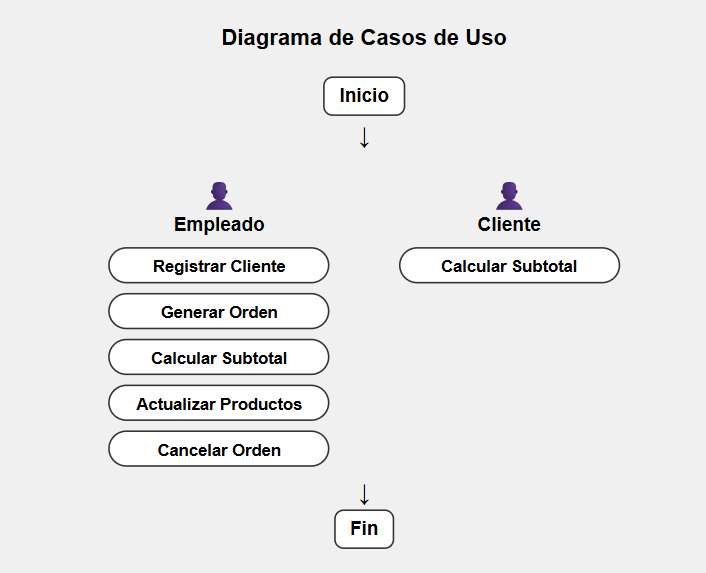 Diagrama de Casos de Uso
Inicio
↓
Empleado
Registrar Cliente
Generar Orden
Calcular Subtotal
Actualizar Productos
Cancelar Orden
Cliente
Calcular Subtotal
↓
Fin